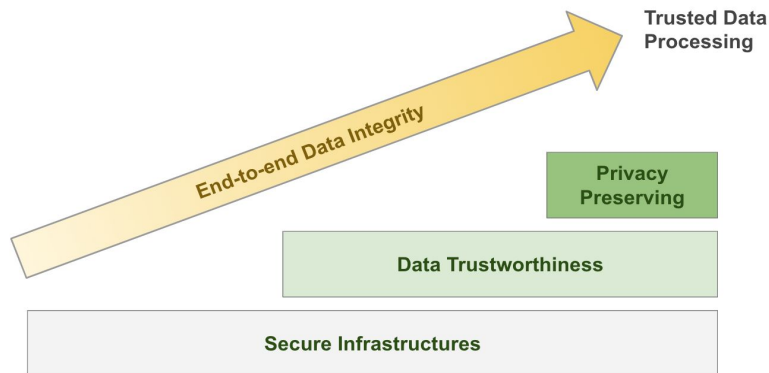 Trusted Data
Processing
End-to-end Data Integrity
Privacy
Preserving
Data Trustworthiness
Secure Infrastructures